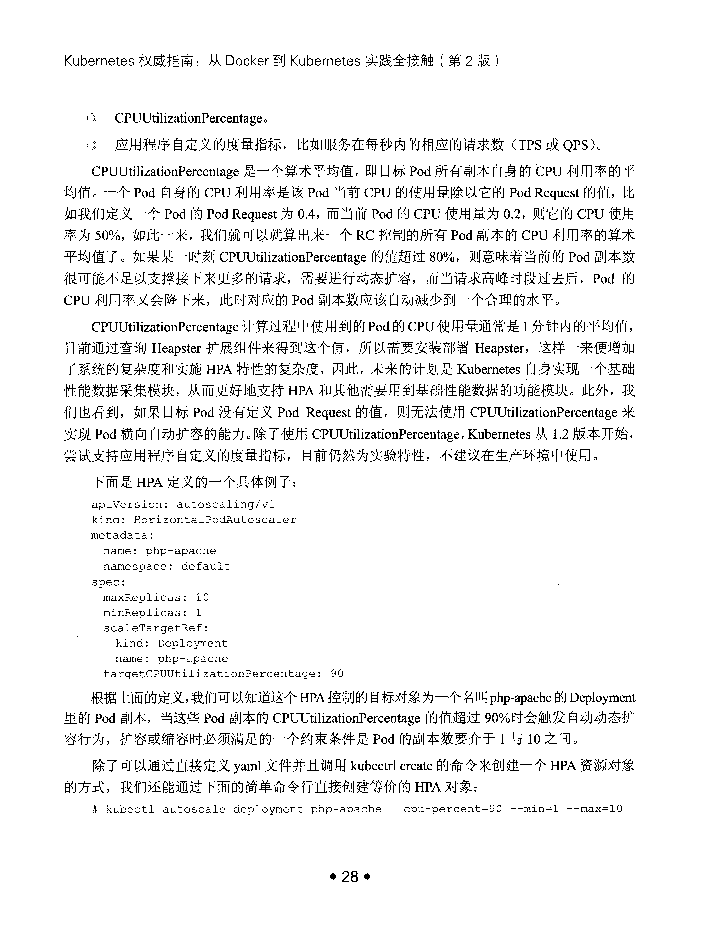 Kubernetes 权威指南：从 Docker 到 Kubernetes 实践全接触（第 2 版）
CPUUtilizationPercentage。
应用程序自定义的度量指标，比如服务在每秒内的相应的请求数（TPS 或 QPS）。
CPUUtilizationPercentage 是一个算术平均值，即目标 Pod 所有副本自身的 CPU 利用率的平
均值。一个 Pod 自身的 CPU 利用率是该 Pod 当前 CPU 的使用量除以它的 Pod Request 的值，比
如我们定义一个 Pod 的 Pod Request 为 0.4，而当前 Pod 的 CPU 使用量为 0.2，则它的 CPU 使用
率为 50%，如此一来，我们就可以就算出来一个 RC 控制的所有 Pod 副本的 CPU 利用率的算术
平均值了。如果某一时刻 CPUUtilizationPercentage 的值超过 80%，则意味着当前的 Pod 副本数
很可能不足以支撑接下来更多的请求，需要进行动态扩容，而当请求高峰时段过去后，Pod 的
CPU 利用率又会降下来，此时对应的 Pod 副本数应该自动减少到一个合理的水平。
CPUUtilizationPercentage 计算过程中使用到的 Pod 的 CPU 使用量通常是 1 分钟内的平均值，
目前通过查询 Heapster 扩展组件来得到这个值，所以需要安装部署 Heapster，这样一来便增加
了系统的复杂度和实施 HPA 特性的复杂度，因此，未来的计划是 Kubernetes 自身实现一个基础
性能数据采集模块，从而更好地支持 HPA 和其他需要用到基础性能数据的功能模块。此外，我
们也看到，如果目标 Pod 没有定义 Pod Request 的值，则无法使用 CPUUtilizationPercentage 来
实现 Pod 横向自动扩容的能力。除了使用 CPUUtilizationPercentage，Kubernetes 从 1.2 版本开始，
尝试支持应用程序自定义的度量指标，目前仍然为实验特性，不建议在生产环境中使用。
下面是 HPA 定义的一个具体例子：
apiVersion: autoscaling/v1
kind: HorizontalPodAutoscaler
metadata:
name: php-apache
namespace: default
spec:
maxReplicas: 10
minReplicas: 1
scaleTargetRef:
kind: Deployment
name: php-apache
targetCPUUtilizationPercentage: 90
根据上面的定义，我们可以知道这个 HPA 控制的目标对象为一个名叫 php-apache 的 Deployment
里的 Pod 副本，当这些 Pod 副本的 CPUUtilizationPercentage 的值超过 90%时会触发自动动态扩
容行为，扩容或缩容时必须满足的一个约束条件是 Pod 的副本数要介于 1 与 10 之间。
除了可以通过直接定义 yaml 文件并且调用 kubectrl create 的命令来创建一个 HPA 资源对象
的方式，我们还能通过下面的简单命令行直接创建等价的 HPA 对象：
# kubectl autoscale deployment php-apache --cpu-percent=90 --min=1 --max=10
• 28 •